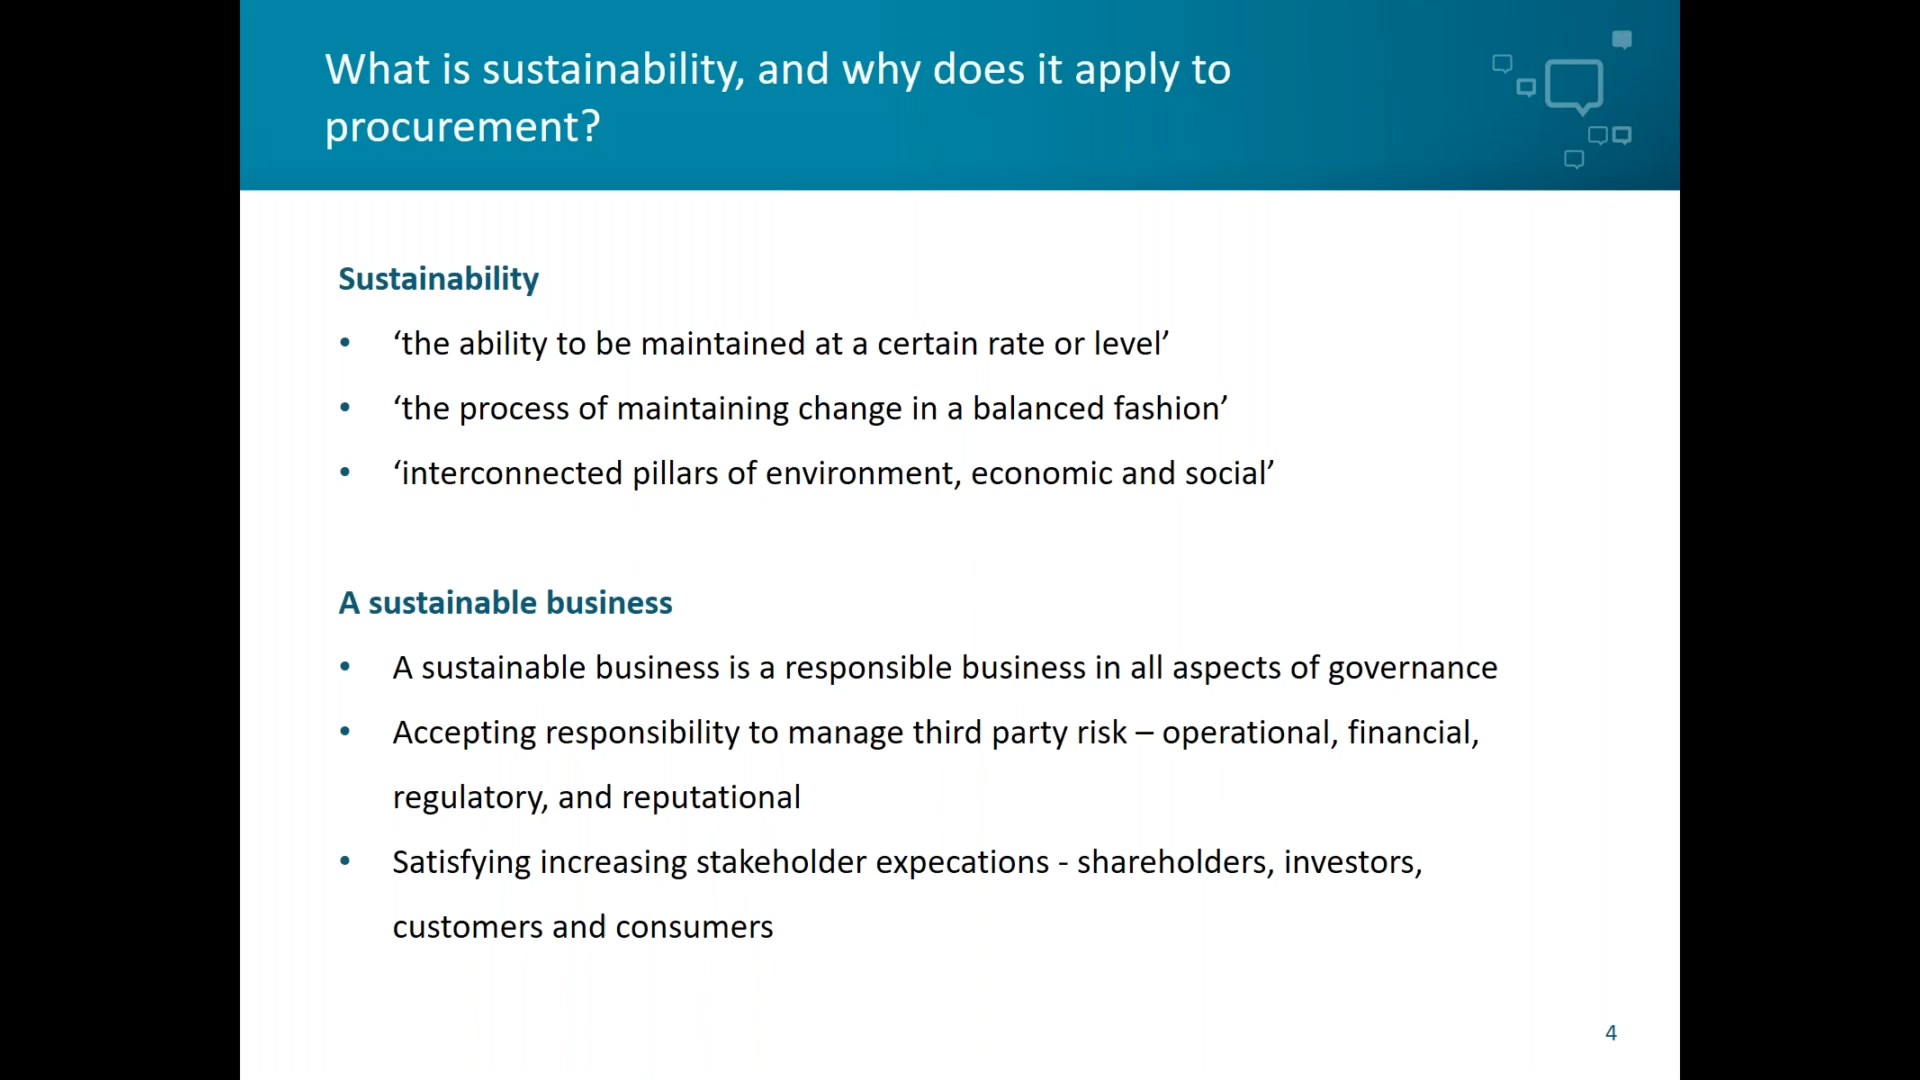 What is sustainability, and why does it apply to
procurement?
Sustainability
• ‘the ability to be maintained at a certain rate or level’
• ‘the process of maintaining change in a balanced fashion’
• ‘interconnected pillars of environment, economic and social’
A sustainable business
• A sustainable business is a responsible business in all aspects of governance
• Accepting responsibility to manage third party risk – operational, financial,
regulatory, and reputational
• Satisfying increasing stakeholder expecations - shareholders, investors,
customers and consumers
4